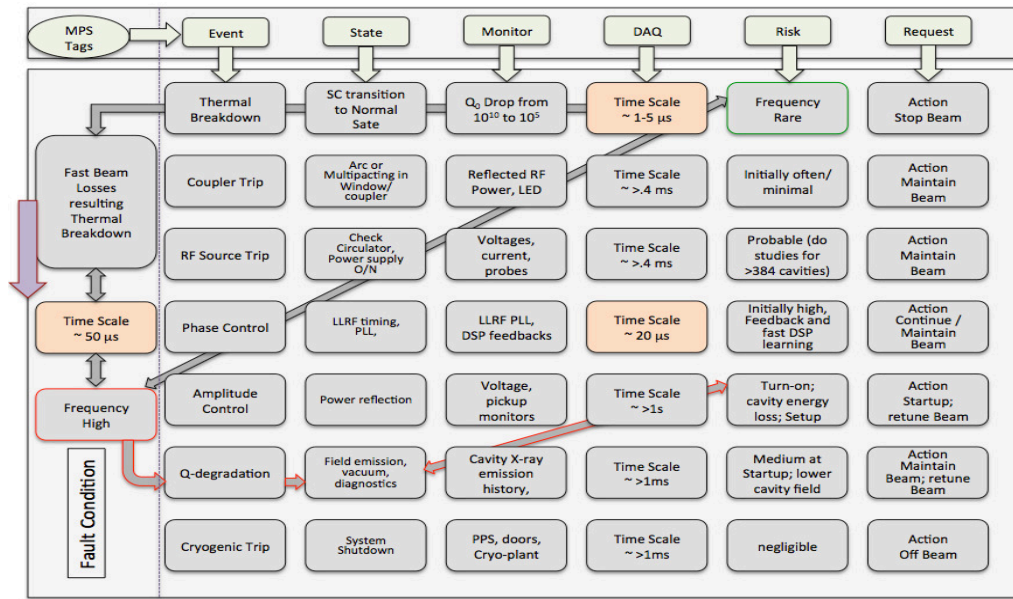 MPS
Tags
Event
State
Monitor
DAQ
Risk
Request
Thermal
Breakdown
SC transition
to Normal
Sate
Q0 Drop from
10^10 to 10^5
Time Scale
~ 1-5 µs
Frequency
Rare
Action
Stop Beam
Fast Beam
Losses
resulting
Thermal
Breakdown
Coupler Trip
Arc or
Multipacting in
Window/
coupler
Reflected RF
Power, LED
Time Scale
~ >.4 ms
Initially often/
minimal
Action
Maintain
Beam
RF Source Trip
Check
Circulator,
Power supply
O/N
Voltages,
current,
probes
Time Scale
~ >.4 ms
Probable (do
studies for
>384 cavities)
Action
Maintain
Beam
Time Scale
~ 50 µs
Phase Control
LLRF timing,
PLL,
LLRF PLL,
DSP feedbacks
Time Scale
~ 20 µs
Initially high,
Feedback and
fast DSP
learning
Action
Continue /
Maintain
Beam
Frequency
High
Amplitude
Control
Power reflection
Voltage,
pickup
monitors
Time Scale
~ >1s
Turn-on;
cavity energy
loss; Setup
Action
Startup;
retune Beam
Q-degradation
Field emission,
vacuum,
diagnostics
Cavity X-ray
emission
history,
Time Scale
~ >1ms
Medium at
Startup; lower
cavity field
Action
Maintain
Beam; retune
Beam
Fault Condition
Cryogenic Trip
System
Shutdown
PPS, doors,
Cryo-plant
Time Scale
~ >1ms
negligible
Action
Off Beam